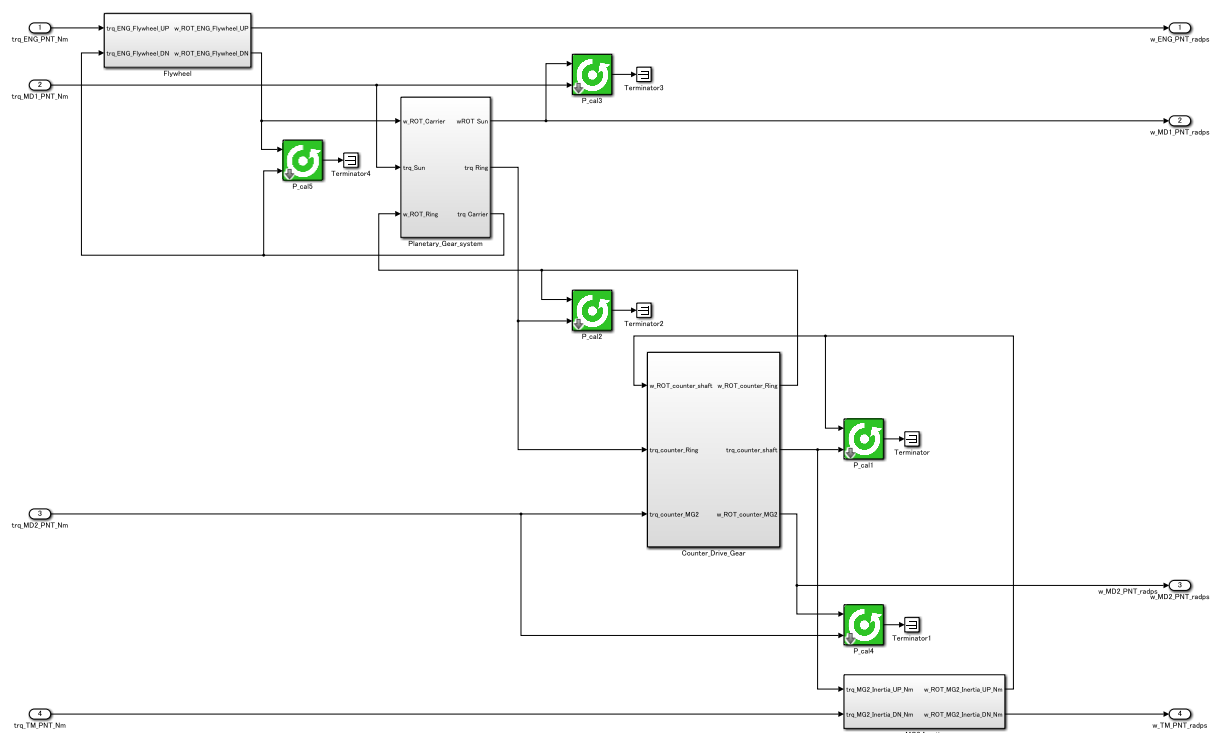 1
trq_ENG_PNT_Nm
trq_ENG_Flywheel_UP
w_ROT_ENG_Flywheel_UP
trq_ENG_Flywheel_DN
w_ROT_ENG_Flywheel_DN
Flywheel
1
w_ENG_PNT_radps
2
trq_MD1_PNT_Nm
P_cal3
Terminator3
w_ROT_Carrier
wROT Sun
trq_Sun
trq Ring
w_ROT_Ring
trq Carrier
Planetary_Gear_system
2
w_MD1_PNT_radps
P_cal5
Terminator4
P_cal2
Terminator2
w_ROT_counter_shaft
w_ROT_counter_Ring
trq_counter_Ring
trq_counter_shaft
trq_counter_MG2
w_ROT_counter_MG2
Counter_Drive_Gear
P_cal1
Terminator
3
trq_MD2_PNT_Nm
w_MD2_PNT_radps
3
w_MD2_PNT_radps
P_cal4
Terminator1
trq_MG2_Inertia_UP_Nm
w_ROT_MG2_Inertia_UP_Nm
trq_MG2_Inertia_DN_Nm
w_ROT_MG2_Inertia_DN_Nm
4
trq_TM_PNT_Nm
4
w_TM_PNT_radps